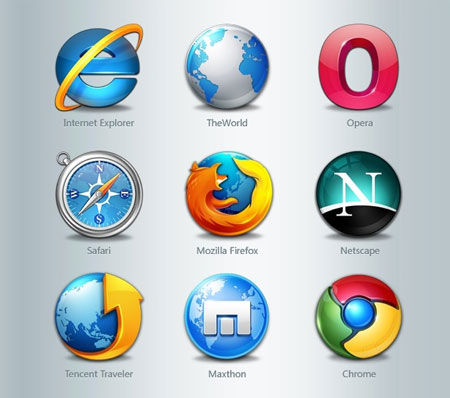 Internet Explorer
TheWorld
Opera
N W E S
N
Safari
Mozilla Firefox
Netscape
Tencent Traveler
Maxthon
Chrome